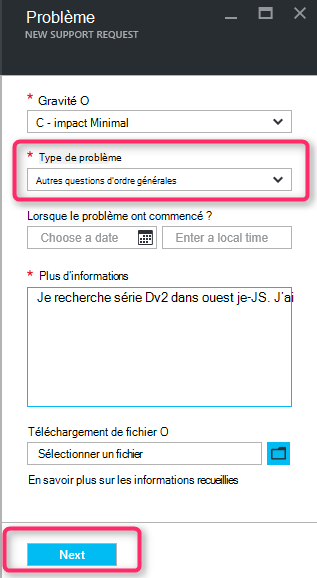 Problème
NEW SUPPORT REQUEST
* Gravité O
C - impact Minimal
* Type de problème
Autres questions d'ordre générales
Lorsque le problème ont commencé ?
Choose a date
Enter a local time
* Plus d'informations
Je recherche série Dv2 dans ouest je-JS. J'ai
Téléchargement de fichier O
Sélectionner un fichier
En savoir plus sur les informations recueillies
Next